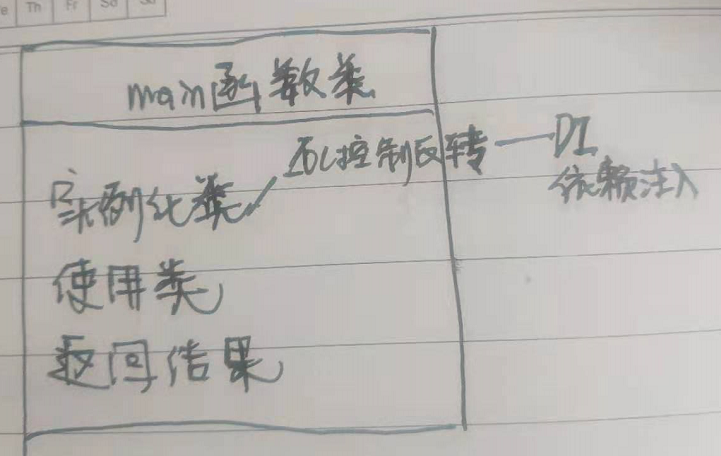 Th Fr Sa Su
main函数类
IOC控制反转——DI
依赖注入
实例化类
使用类
返回结果